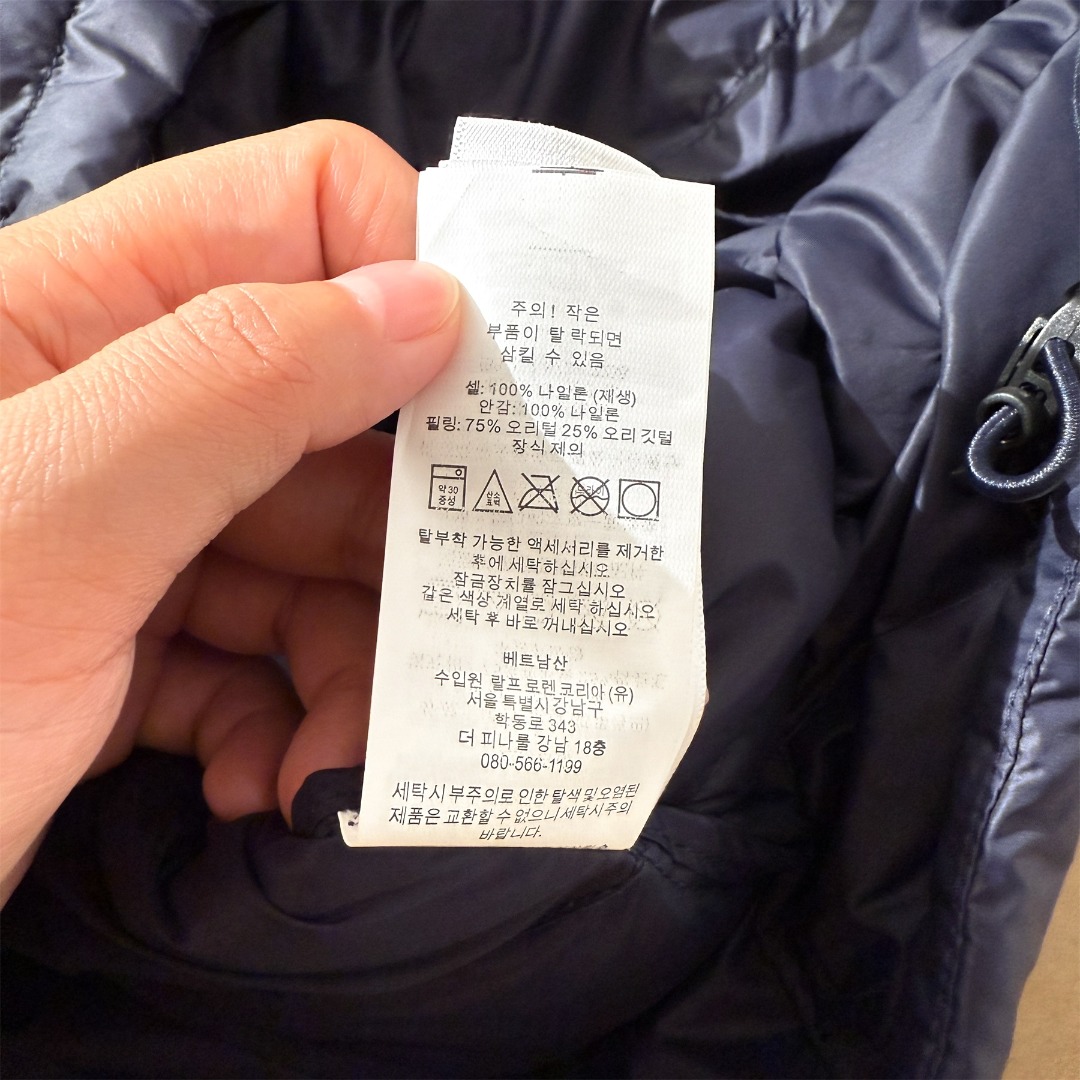 주의! 작은
부품이 탈 락되면
삼킬 수 있음
셀: 100% 나일론 (재생)
안감: 100% 나일론
필링: 75% 오리털 25% 오리 깃털
장식 제의
약 30
중성
산소
표백
드라이
탈부착 가능한 액세서리를 제거한
후에 세탁하십시오
잠금장치를 잠그십시오
같은 색상 계열로 세탁 하십시오
세탁 후 바로 꺼내십시오
베트남산
수입원 랄프로렌코리아 (유)
서울 특별시강남구
학동로 343
더 피나클 강남 18층
080-566-1199
세탁시 부주의로 인한 탈색및오염된
제품은 교환할 수 없으니 세탁시주의
바랍니다.